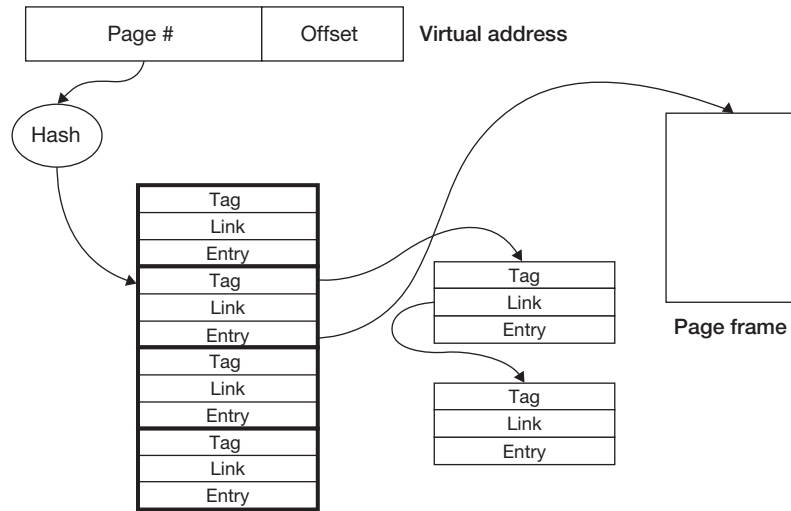 Page # Offset Virtual address
Hash
Tag
Link
Entry
Tag
Link
Entry
Tag
Link
Entry
Tag
Link
Entry
Tag
Link
Entry
Tag
Link
Entry
Page frame